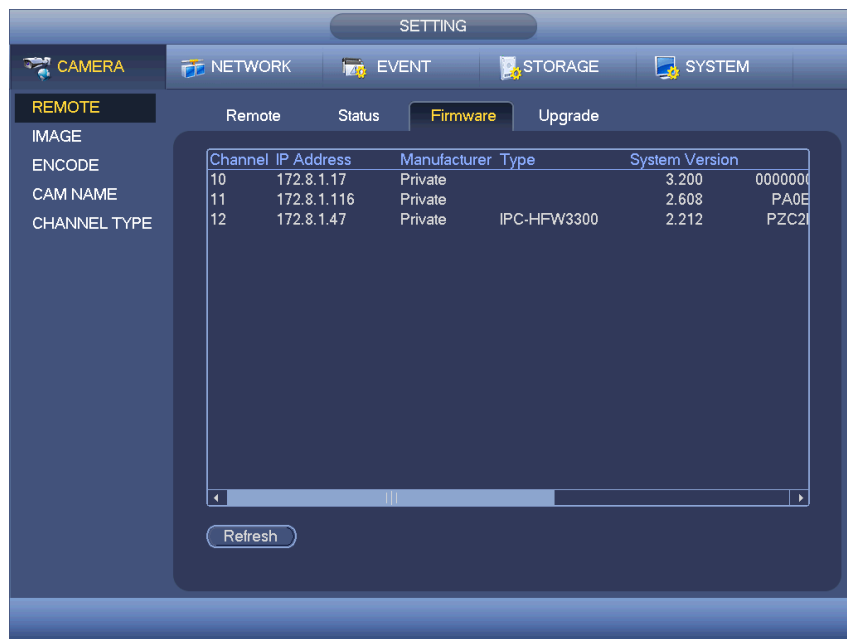 SETTING
CAMERA NETWORK EVENT STORAGE SYSTEM
REMOTE
IMAGE
ENCODE
CAM NAME
CHANNEL TYPE
Remote Status Firmware Upgrade
Channel IP Address Manufacturer Type System Version
10 172.8.1.17 Private 3.200 000000
11 172.8.1.116 Private 2.608 PA0E
12 172.8.1.47 Private IPC-HFW3300 2.212 PZC2
Refresh